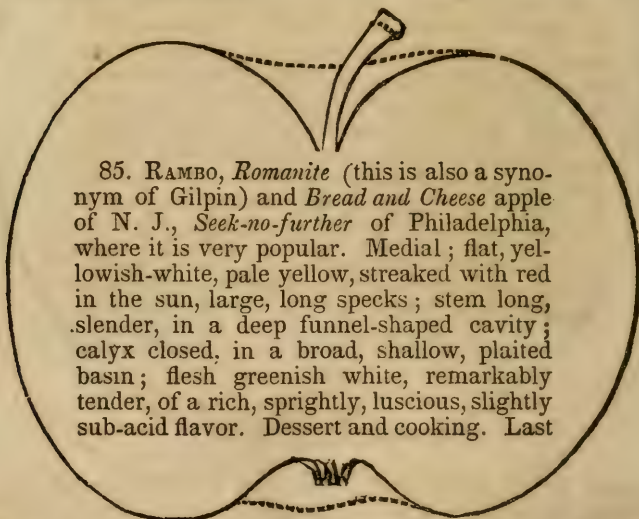 85. RAMBO, Romanite (this is also a syno-
nym of Gilpin) and Bread and Cheese apple
of N. J., Seek-no-further of Philadelphia,
where it is very popular. Medial; flat, yel-
lowish-white, pale yellow, streaked with red
in the sun, large, long specks; stem long,
.slender, in a deep funnel-shaped cavity;
calyx closed, in a broad, shallow, plaited
basin; flesh greenish white, remarkably
tender, of a rich, sprightly, luscious, slightly
sub-acid flavor. Dessert and cooking. Last